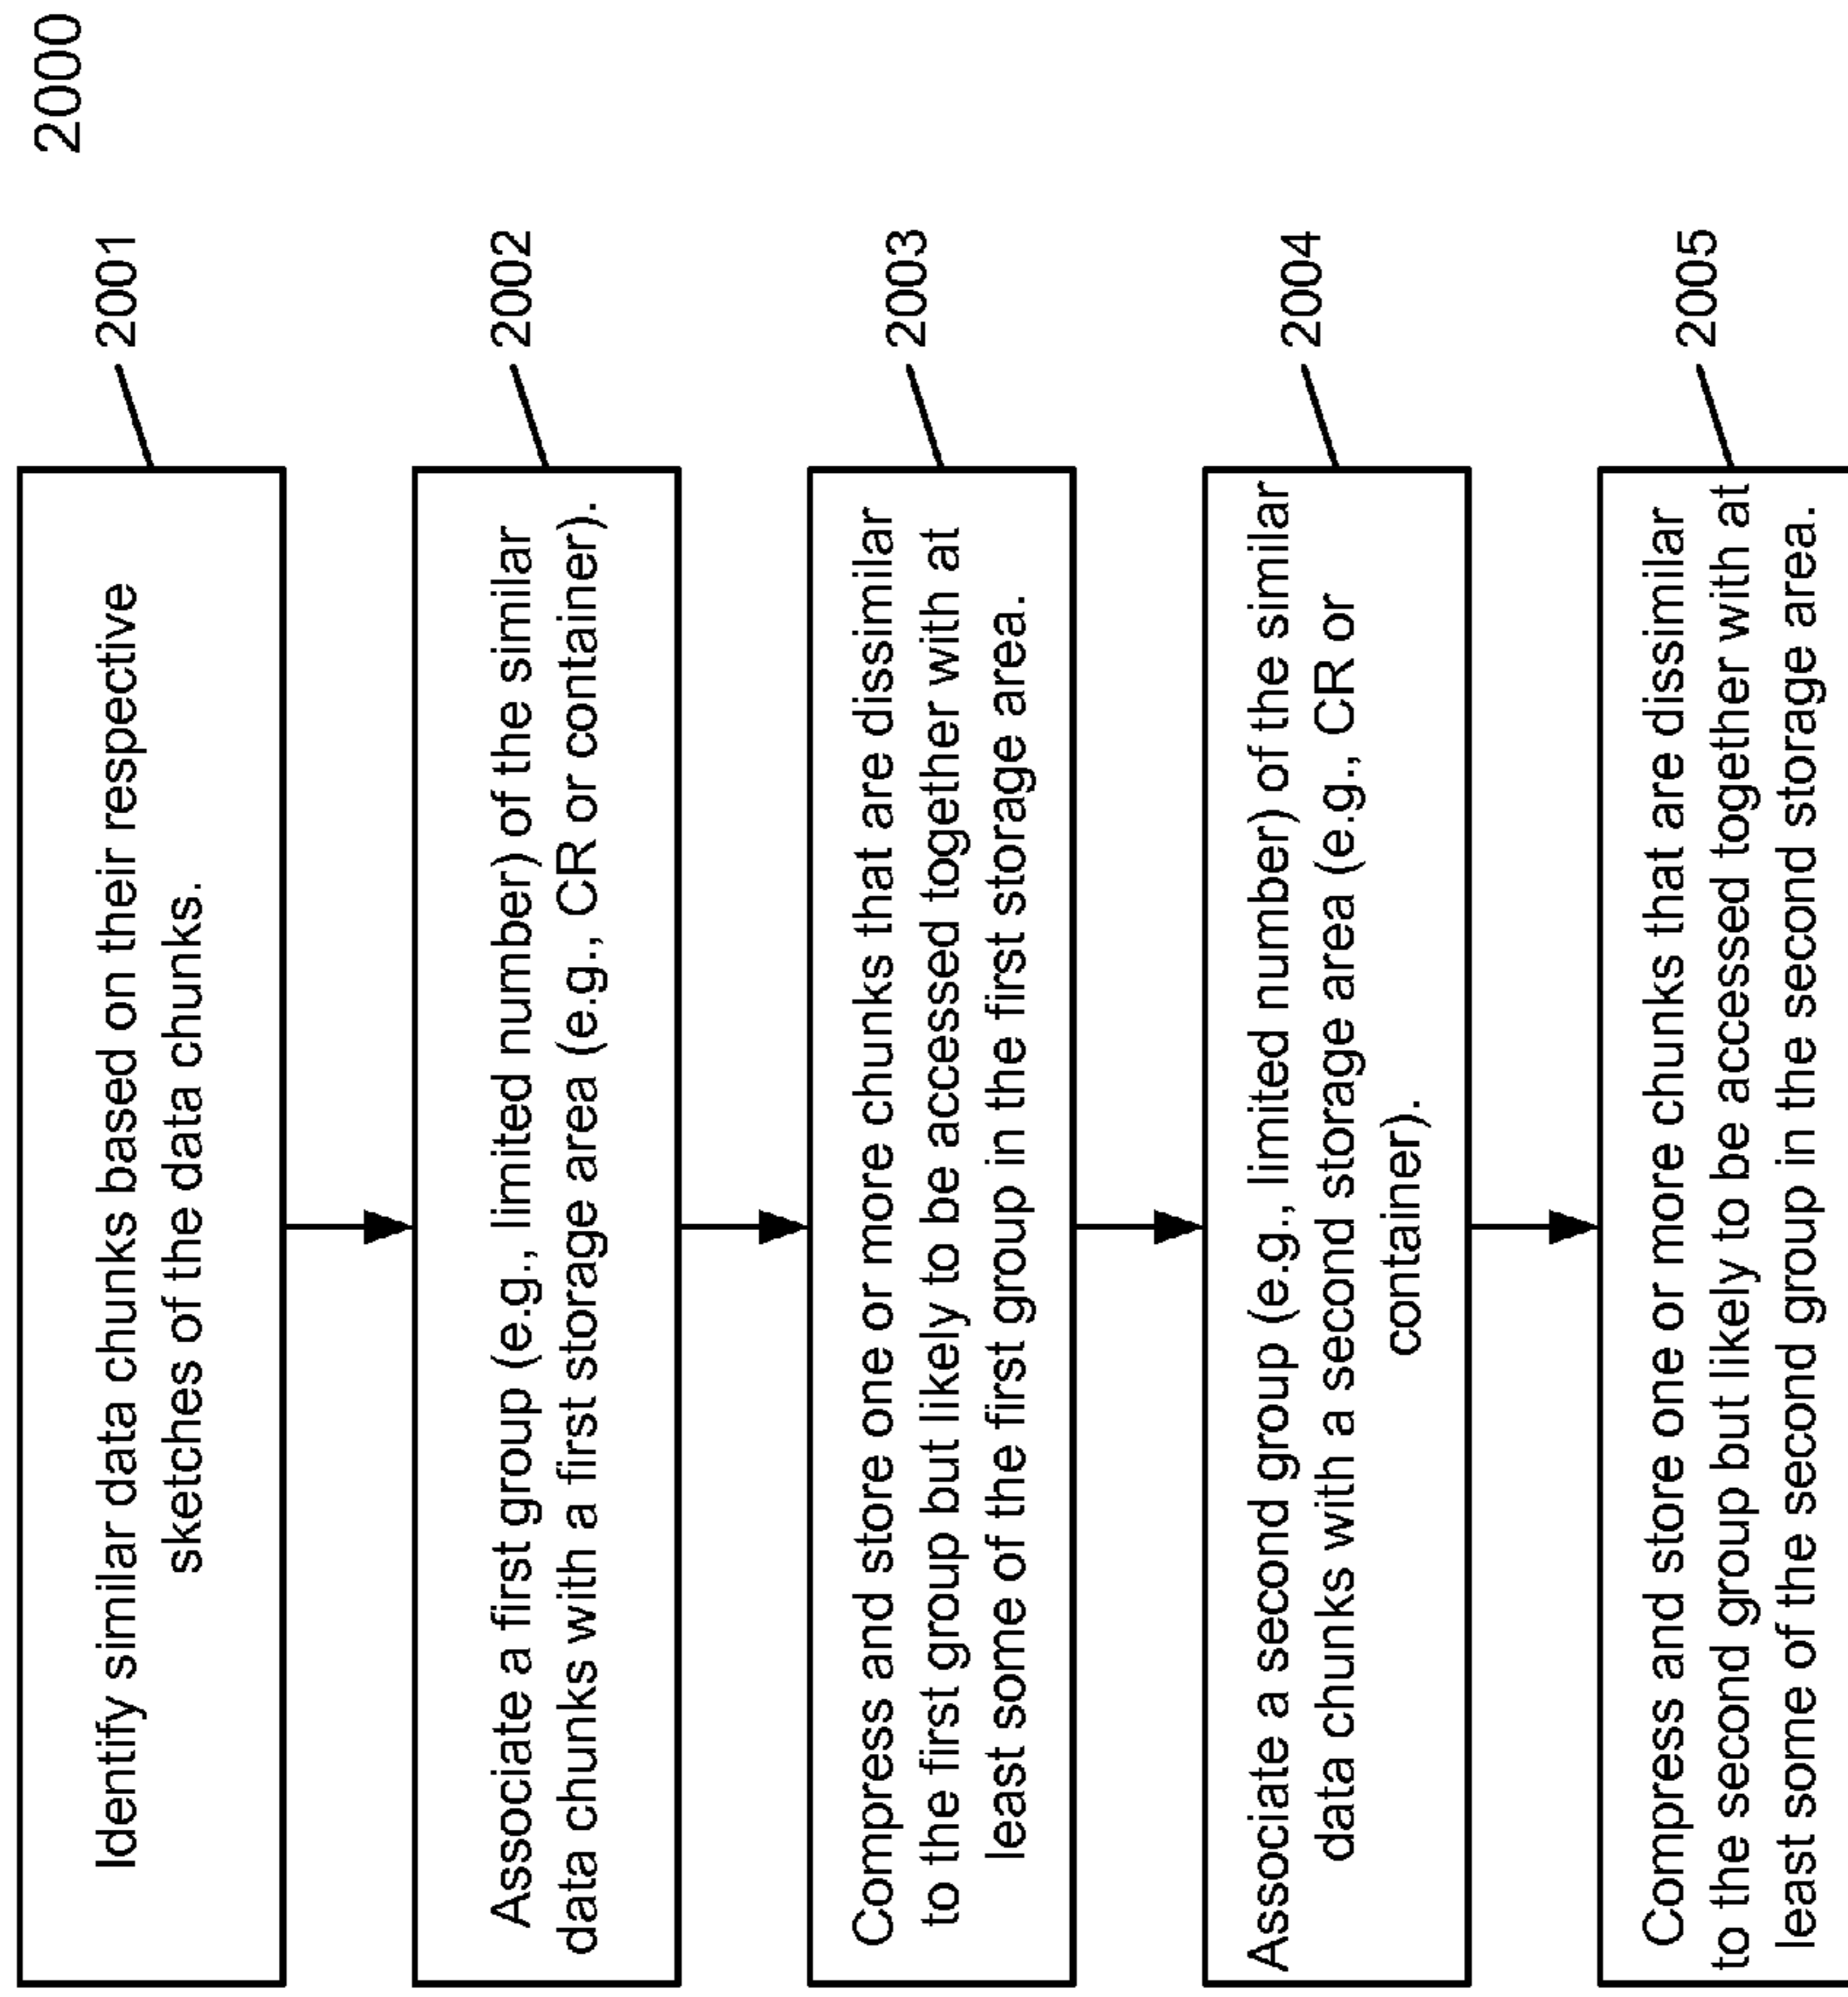 2000
Identify similar data chunks based on their respective
sketches of the data chunks.
2001
Associate a first group (e.g., limited number) of the similar
data chunks with a first storage area (e.g., CR or container).
2002
Compress and store one or more chunks that are dissimilar
to the first group but likely to be accessed together with at
least some of the first group in the first storage area.
2003
Associate a second group (e.g., limited number) of the similar
data chunks with a second storage area (e.g., CR or
container).
2004
Compress and store one or more chunks that are dissimilar
to the second group but likely to be accessed together with at
least some of the second group in the second storage area.
2005